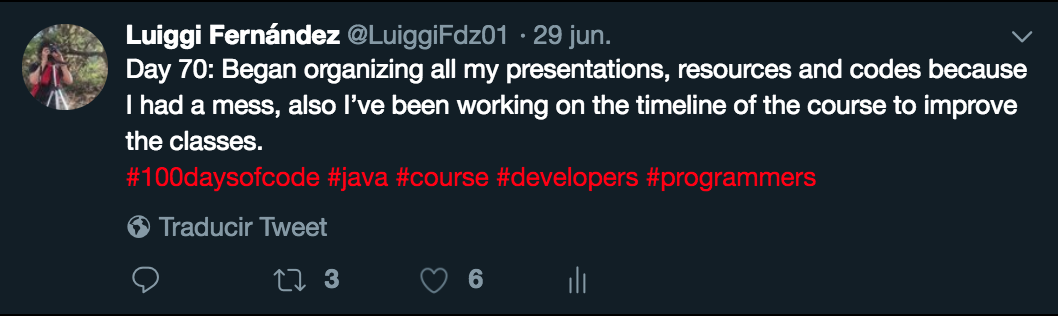 Luiggi Fernández @LuiggiFdz01 · 29 jun.
Day 70: Began organizing all my presentations, resources and codes because
I had a mess, also I’ve been working on the timeline of the course to improve
the classes.
#100daysofcode #java #course #developers #programmers
Traducir Tweet
3 6